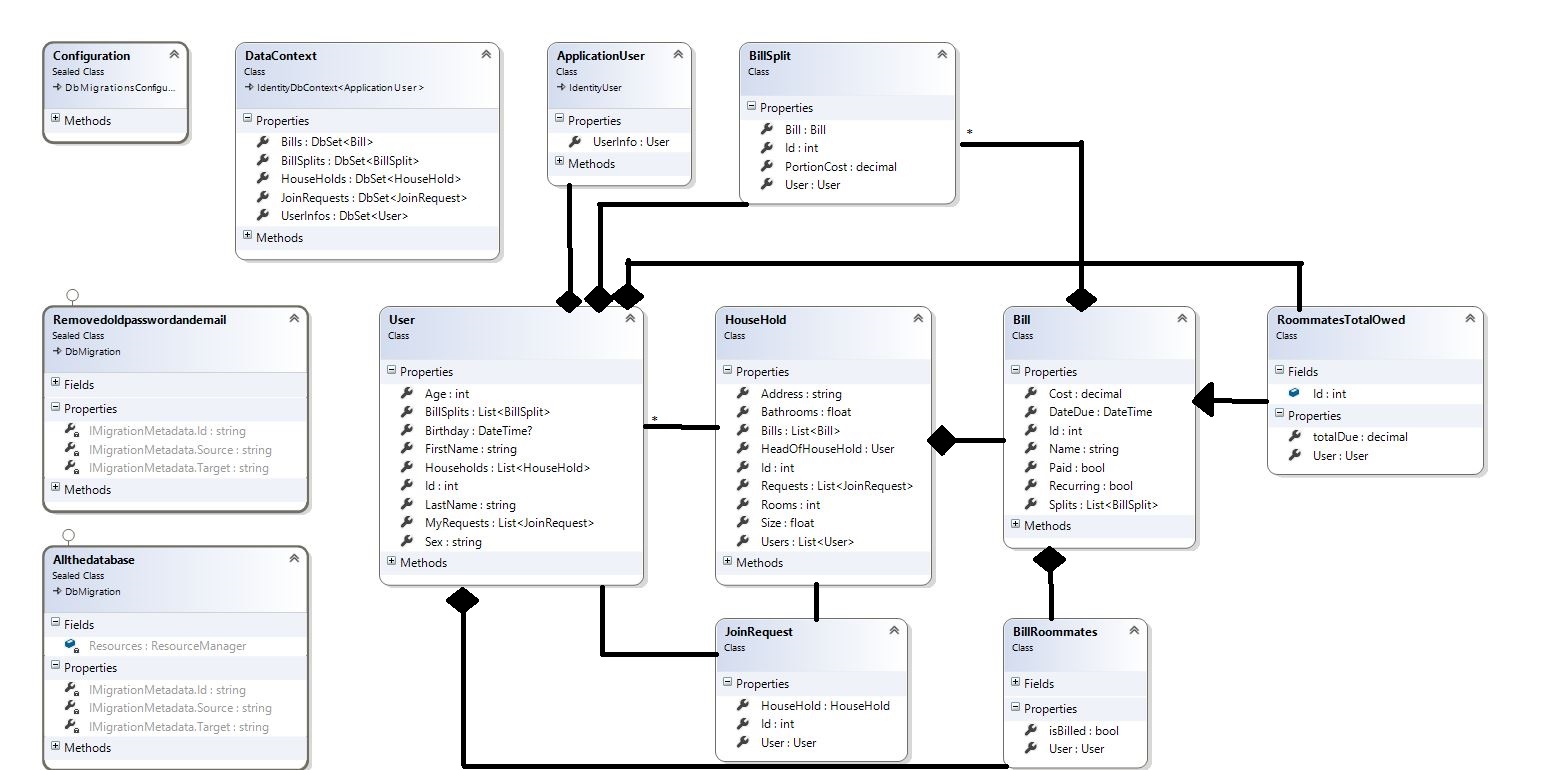 Configuration
Sealed Class
DbMigrationsConfigu...
Methods
DataContext
Class
IdentityDbContext<ApplicationUser>
Properties
Bills : DbSet<Bill>
BillSplits : DbSet<BillSplit>
HouseHolds : DbSet<HouseHold>
JoinRequests : DbSet<JoinRequest>
UserInfos : DbSet<User>
Methods
ApplicationUser
Class
IdentityUser
Properties
UserInfo : User
Methods
BillSplit
Class
Properties
Bill : Bill
Id : int
PortionCost : decimal
User : User
*
Removedoldpasswordandemail
Sealed Class
DbMigration
Fields
Properties
IMigrationMetadata.Id : string
IMigrationMetadata.Source : string
IMigrationMetadata.Target : string
Methods
User
Class
Properties
Age : int
BillSplits : List<BillSplit>
Birthday : DateTime?
FirstName : string
Households : List<HouseHold>
Id : int
LastName : string
MyRequests : List<JoinRequest>
Sex : string
Methods
*
HouseHold
Class
Properties
Address : string
Bathrooms : float
Bills : List<Bill>
HeadOfHouseHold : User
Id : int
Requests : List<JoinRequest>
Rooms : int
Size : float
Users : List<User>
Methods
Bill
Class
Properties
Cost : decimal
DateDue : DateTime
Id : int
Name : string
Paid : bool
Recurring : bool
Splits : List<BillSplit>
Methods
RoommatesTotalOwed
Class
Fields
Id : int
Properties
totalDue : decimal
User : User
Allthedatabase
Sealed Class
DbMigration
Fields
Resources : ResourceManager
Properties
IMigrationMetadata.Id : string
IMigrationMetadata.Source : string
IMigrationMetadata.Target : string
Methods
JoinRequest
Class
Properties
HouseHold : HouseHold
Id : int
User : User
BillRoommates
Class
Fields
Properties
isBilled : bool
User : User